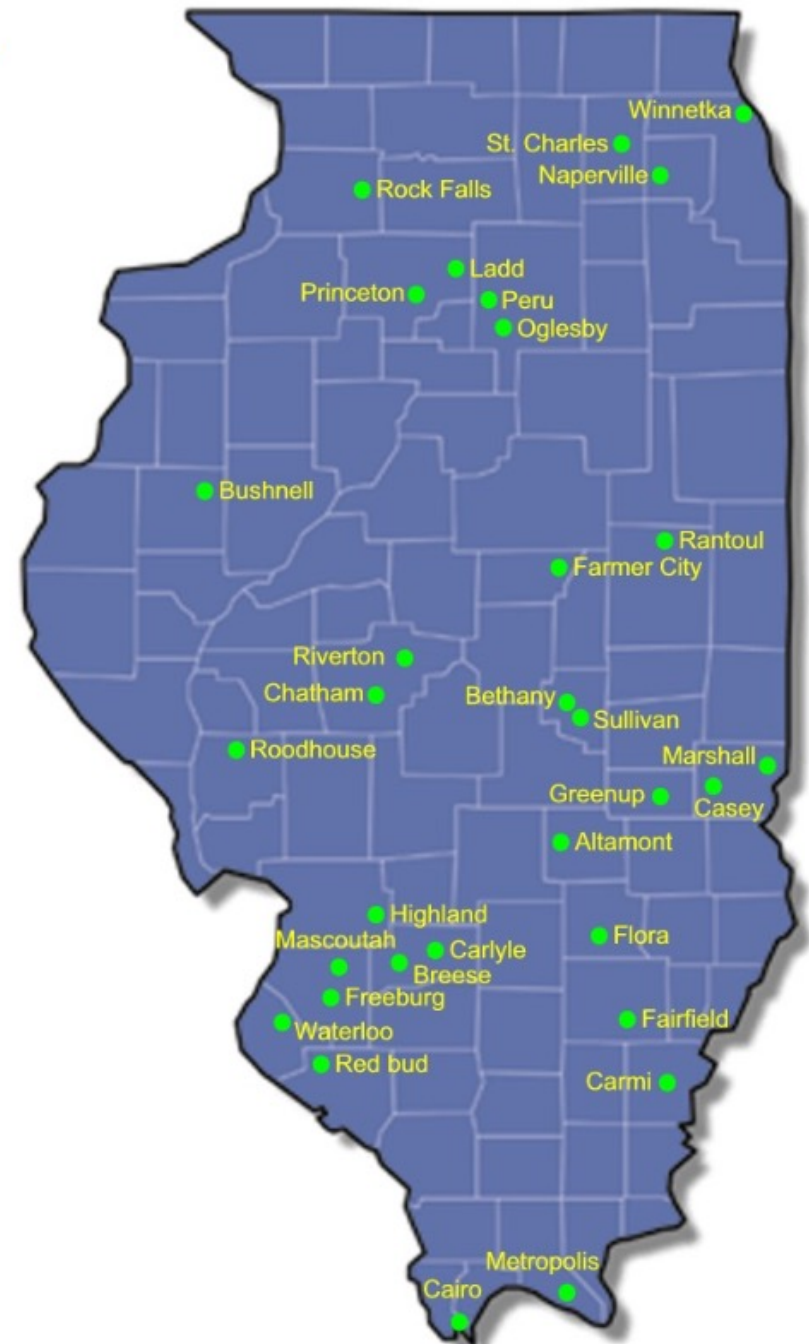 Winnetka
St. Charles
Naperville
Rock Falls
Ladd
Princeton
Peru
Oglesby
Bushnell
Rantoul
Farmer City
Riverton
Chatham
Bethany
Sullivan
Roodhouse
Marshall
Greenup
Casey
Altamont
Highland
Flora
Mascoutah
Carlyle
Breese
Freeburg
Fairfield
Waterloo
Red bud
Carmi
Metropolis
Cairo